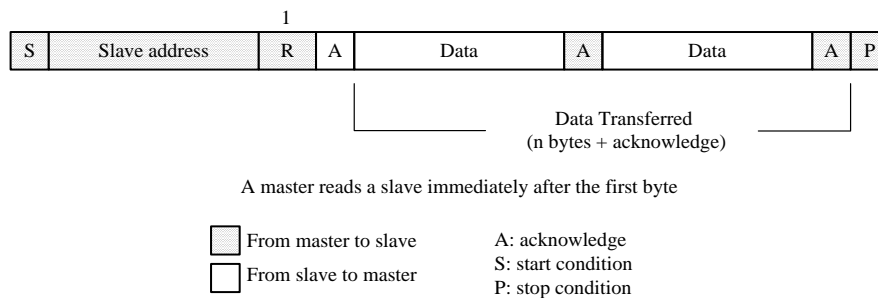 1
S Slave address R A Data A Data A P
Data Transferred
(n bytes + acknowledge)
A master reads a slave immediately after the first byte
From master to slave
From slave to master
A: acknowledge
S: start condition
P: stop condition